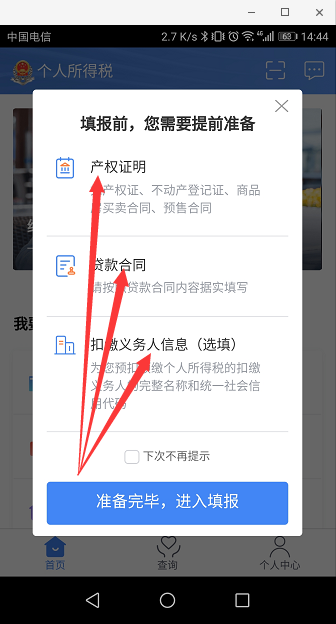 中国电信 2.7 K/s 4G 63 14:44
个人所得税
填报前，您需要提前准备
产权证明
产权证、不动产登记证、商品
买卖合同、预售合同
贷款合同
请按 贷款合同内容据实填写
扣缴义务人信息（选填）
为您预扣 缴个人所得税的扣缴
义务人 完整名称和统一社会信
用代码
下次不再提示
准备完毕，进入填报
首页 查询 个人中心